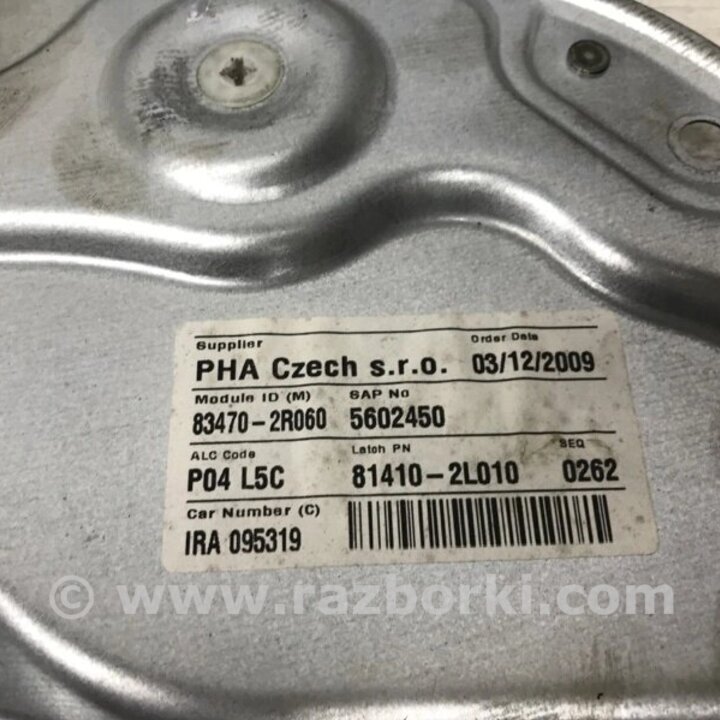 Supplier Order Date
PHA Czech s.r.o. 03/12/2009
Module ID (M) SAP No
83470-2R060 5602450
ALC Code Latch PN SEQ
P04 L5C 81410-2L010 0262
Car Number (C)
IRA 095319
© www.razborki.com